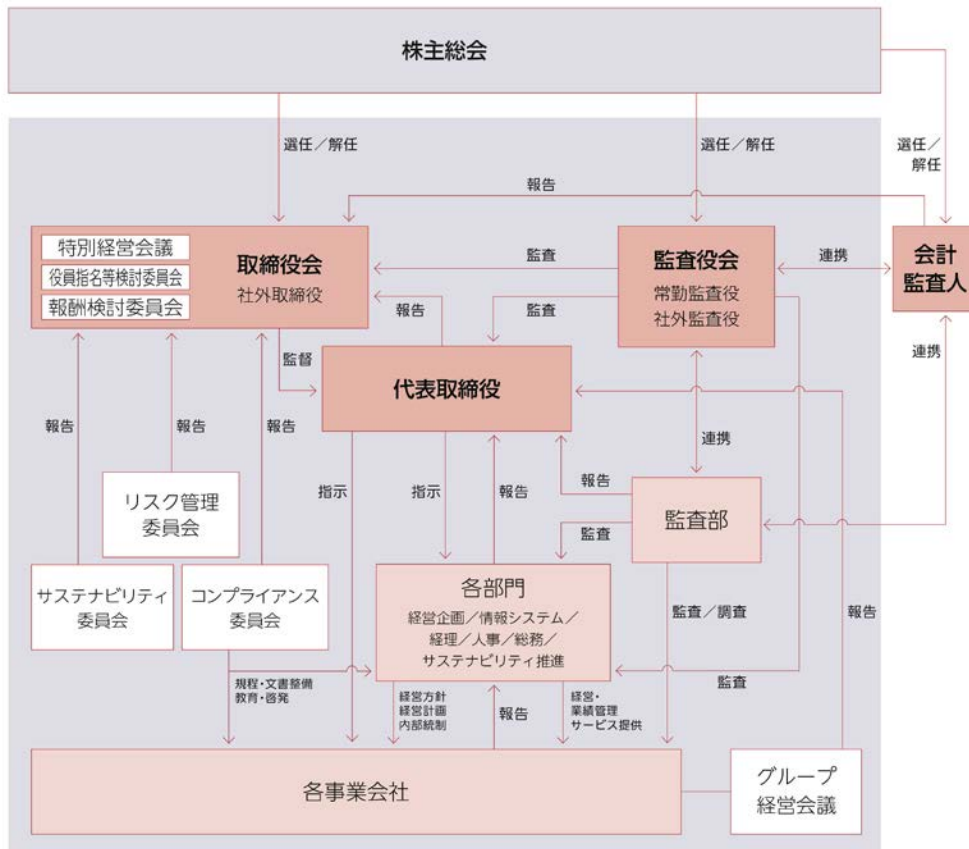 株主総会
選任／解任
選任／解任
選任／
解任
報告
特別経営会議
役員指名等検討委員会
報酬検討委員会
取締役会
社外取締役
監査
監査役会
常勤監査役
社外監査役
連携
会計
監査人
報告
監査
監督
代表取締役
連携
報告
報告
報告
連携
リスク管理
委員会
指示
指示
報告
報告
監査部
監査
サステナビリティ
委員会
コンプライアンス
委員会
各部門
経営企画／情報システム／
経理／人事／総務／
サステナビリティ推進
監査／調査
報告
規程・文書整備
教育・啓発
経営方針
経営計画
内部統制
報告
経営・
業績管理
サービス提供
監査
各事業会社
グループ
経営会議